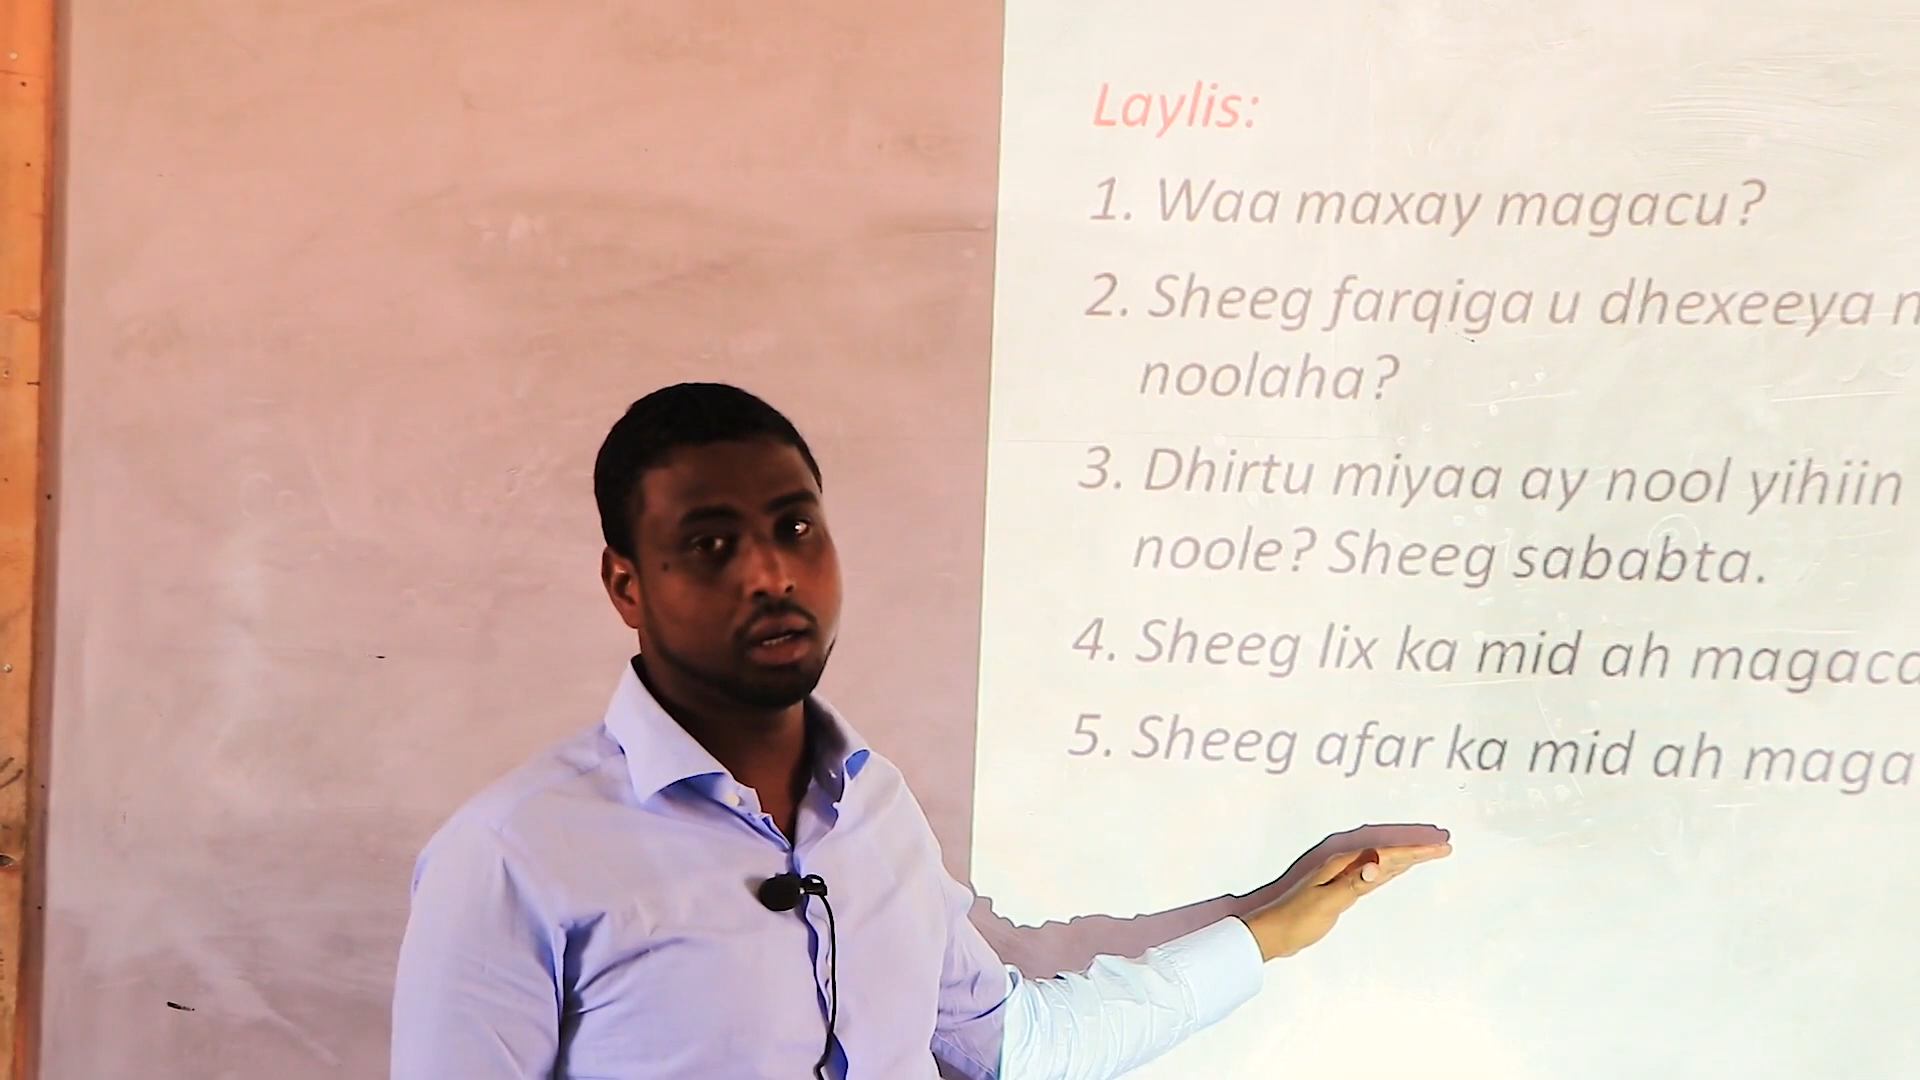 Laylis:
1. Waa maxay magacu?
2. Sheeg farqiga u dhexeeya
noolaha?
3. Dhirtu miyaa ay nool yihiin
noole? Sheeg sababta.
4. Sheeg lix ka mid ah
5. Sheeg afar ka mid ah